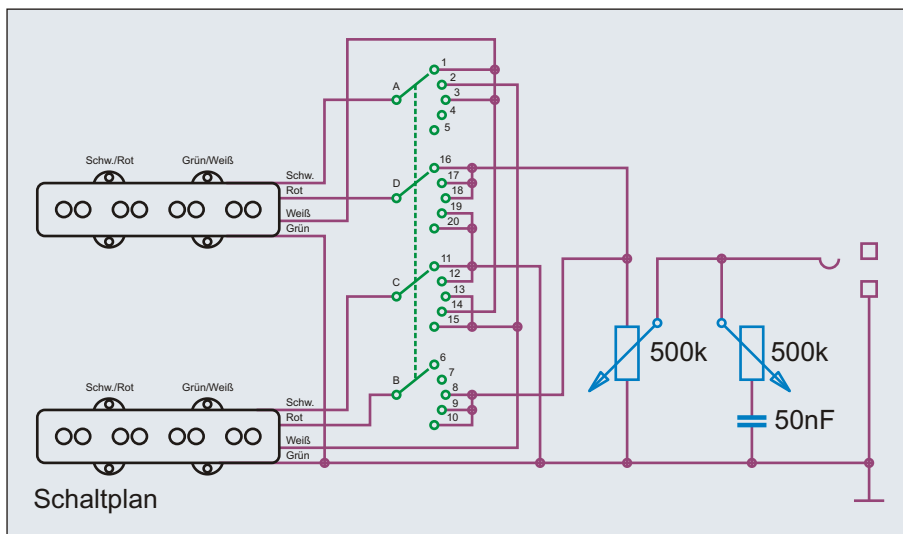 1
2
A
3
4
5
Schw./Rot Grün/Weiß
16
Schw.
17
D
Rot
18
Weiß
19
Grün
20
11
12
C
13
14
15
500k 500k
6
Schw./Rot Grün/Weiß
7
B
8
Schw.
9
Rot
10
50nF
Weiß
Grün
Schaltplan